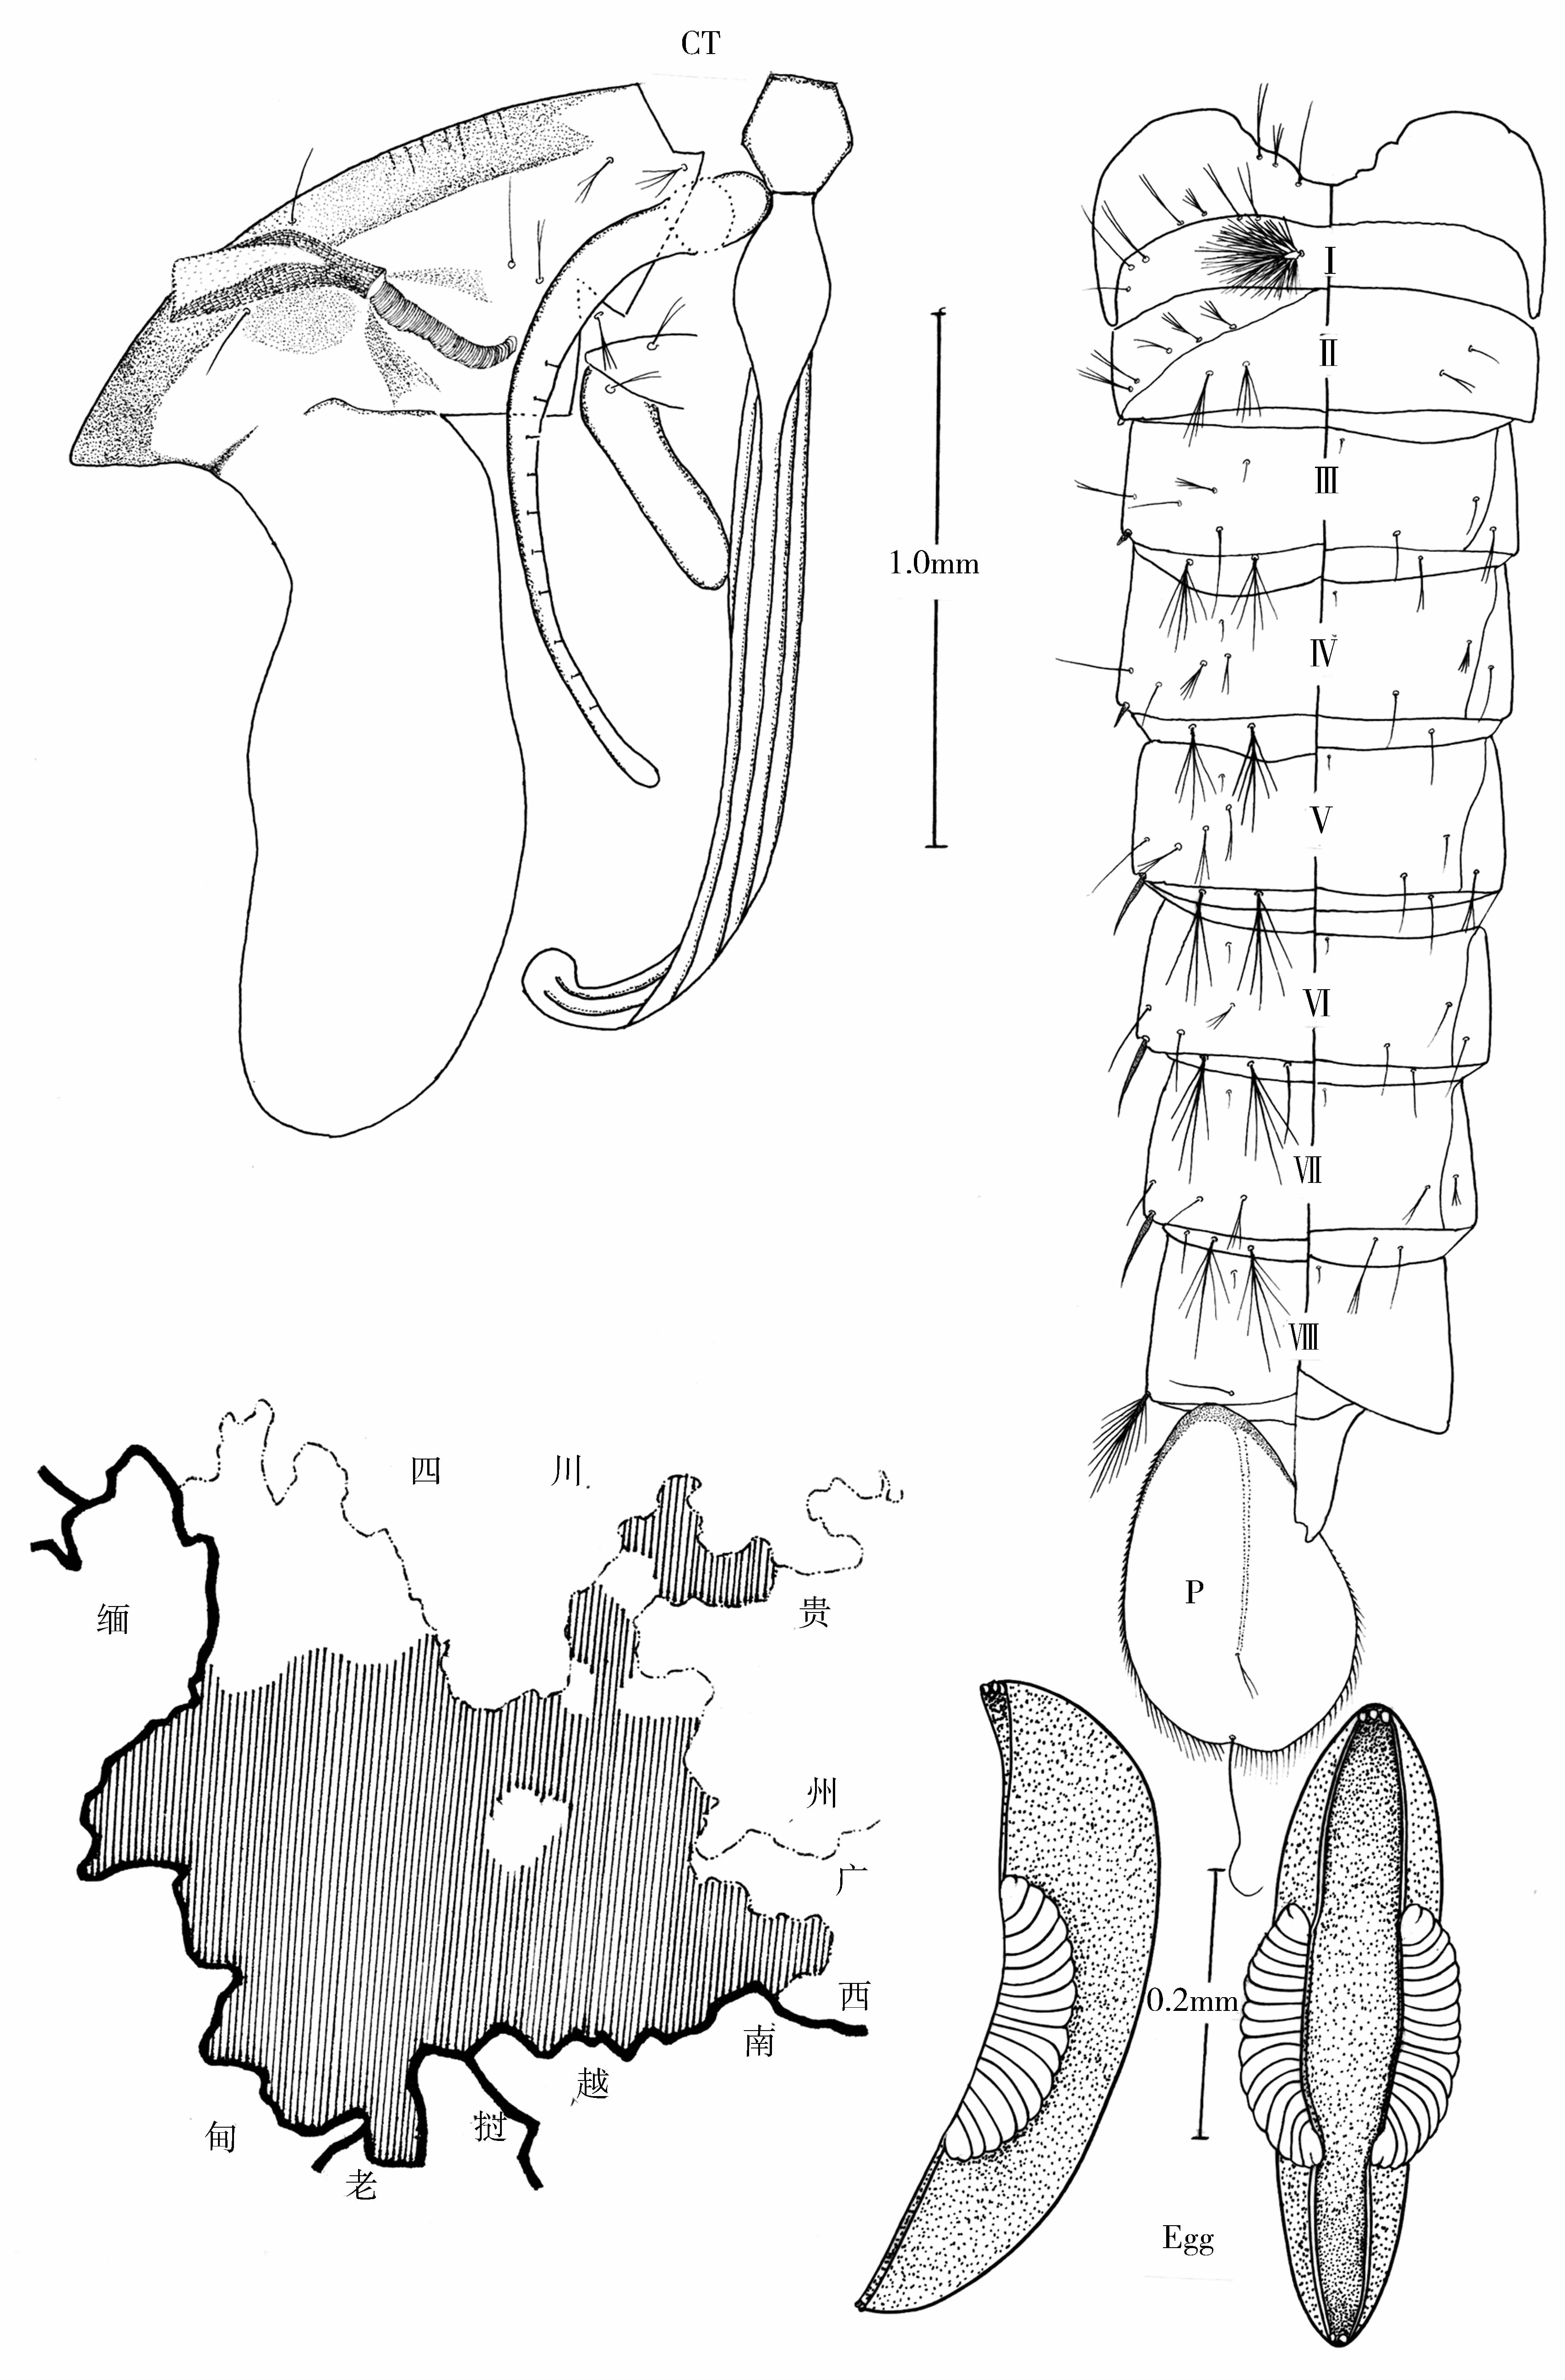 CT
1.0mm
Ⅰ
Ⅱ
Ⅲ
Ⅳ
Ⅴ
Ⅵ
Ⅶ
Ⅷ
P
四 川
缅
贵
州
广
西
南
越
挝
老
甸
0.2mm
Egg